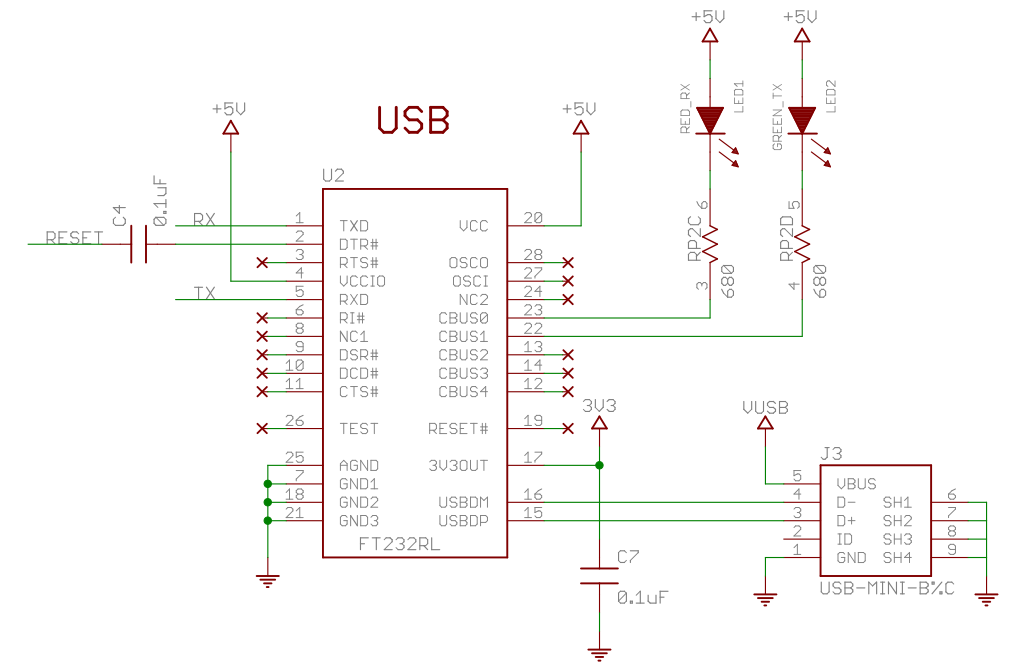 +5V
+5V
RED_RX
LED1
GREEN_TX
LED2
+5V
USB
+5V
U2
C4
0.1uF
RESET
RX
1
TXD
VCC
20
2
DTR#
3
RTS#
OSCO
28
4
VCCIO
OSCI
27
TX
5
RXD
NC2
24
6
RI#
CBUS0
23
8
NC1
CBUS1
22
9
DSR#
CBUS2
13
10
DCD#
CBUS3
14
11
CTS#
CBUS4
12
26
TEST
RESET#
19
25
AGND
3V3OUT
17
7
GND1
18
GND2
USBDM
16
21
GND3
USBDP
15
FT232RL
6
RP2C
680
3
5
RP2D
680
4
3V3
C7
0.1uF
VUSB
J3
5
VBUS
4
D-
SH1
6
3
D+
SH2
7
2
ID
SH3
8
1
GND
SH4
9
USB-MINI-B%C